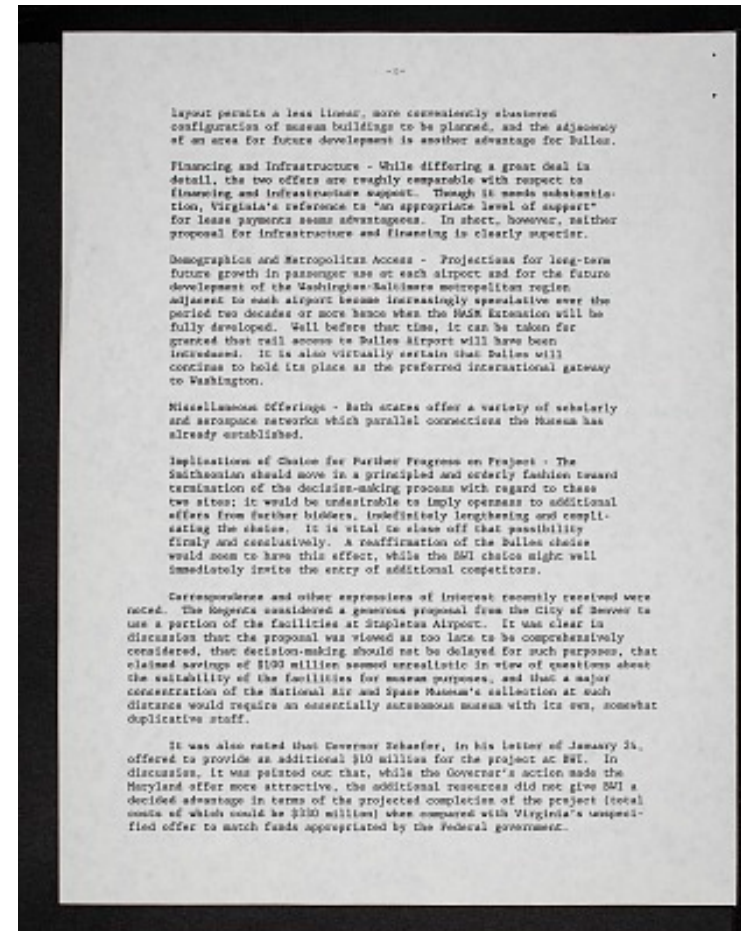 layout permits a less linear, more conveniently clustered
configuration of museum buildings to be planned, and the adjacency
of an area for future development is another advantage for Dulles.
Financing and Infrastructure - While differing a great deal in
detail, the two offers are roughly comparable with respect to
financing and infrastructure support. Though it needs substantia-
tion, Virginia's reference to "an appropriate level of support"
for lease payments seems advantageous. In short, however, neither
proposal for infrastructure and financing is clearly superior.
Demographics and Metropolitan Access - Projections for long-term
future growth in passenger use at each airport and for the future
development of the Washington-Baltimore metropolitan region
adjacent to each airport become increasingly speculative over the
period two decades or more hence when the NASM Extension will be
fully developed. Well before that time, it can be taken for
granted that rail access to Dulles Airport will have been
introduced. It is also virtually certain that Dulles will
continue to hold its place as the preferred international gateway
to Washington.
Miscellaneous Offerings - Both states offer a variety of scholarly
and aerospace networks which parallel connections the Museum has
already established.
Implications of Choice for Further Progress on Project - The
Smithsonian should move in a principled and orderly fashion toward
termination of the decision-making process with regard to these
two sites; it would be undesirable to imply openness to additional
offers from further bidders, indefinitely lengthening and compli-
cating the choice. It is vital to close off that possibility
firmly and conclusively. A reaffirmation of the Dulles choice
would seem to have this effect, while the BWI choice might well
immediately invite the entry of additional competitors.
Correspondence and other expressions of interest recently received were
noted. The Regents considered a generous proposal from the City of Denver to
use a portion of the facilities at Stapleton Airport. It was clear in
discussion that the proposal was viewed as too late to be comprehensively
considered, that decision-making should not be delayed for such purposes, that
claimed savings of $100 million seemed unrealistic in view of questions about
the suitability of the facilities for museum purposes, and that a major
concentration of the National Air and Space Museum's collection at such
distance would require an essentially autonomous museum with its own, somewhat
duplicative staff.
It was also noted that Governor Schaefer, in his letter of January
offered to provide an additional $10 million for the project at BWI. In
discussion, it was pointed out that, while the Governor's action made the
Maryland offer more attractive, the additional resources did not give BWI a
decided advantage in terms of the projected completion of the project (total
costs of which could be $330 million) when compared with Virginia's unspeci-
fied offer to match funds appropriated by the Federal government.